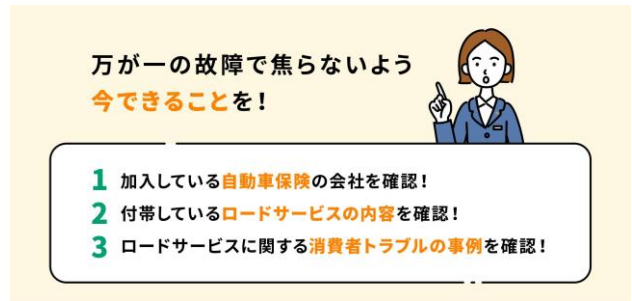 万が一の故障で焦らないよう
今できることを！
1 加入している自動車保険の会社を確認！
2 付帯しているロードサービスの内容を確認！
3 ロードサービスに関する消費者トラブルの事例を確認！